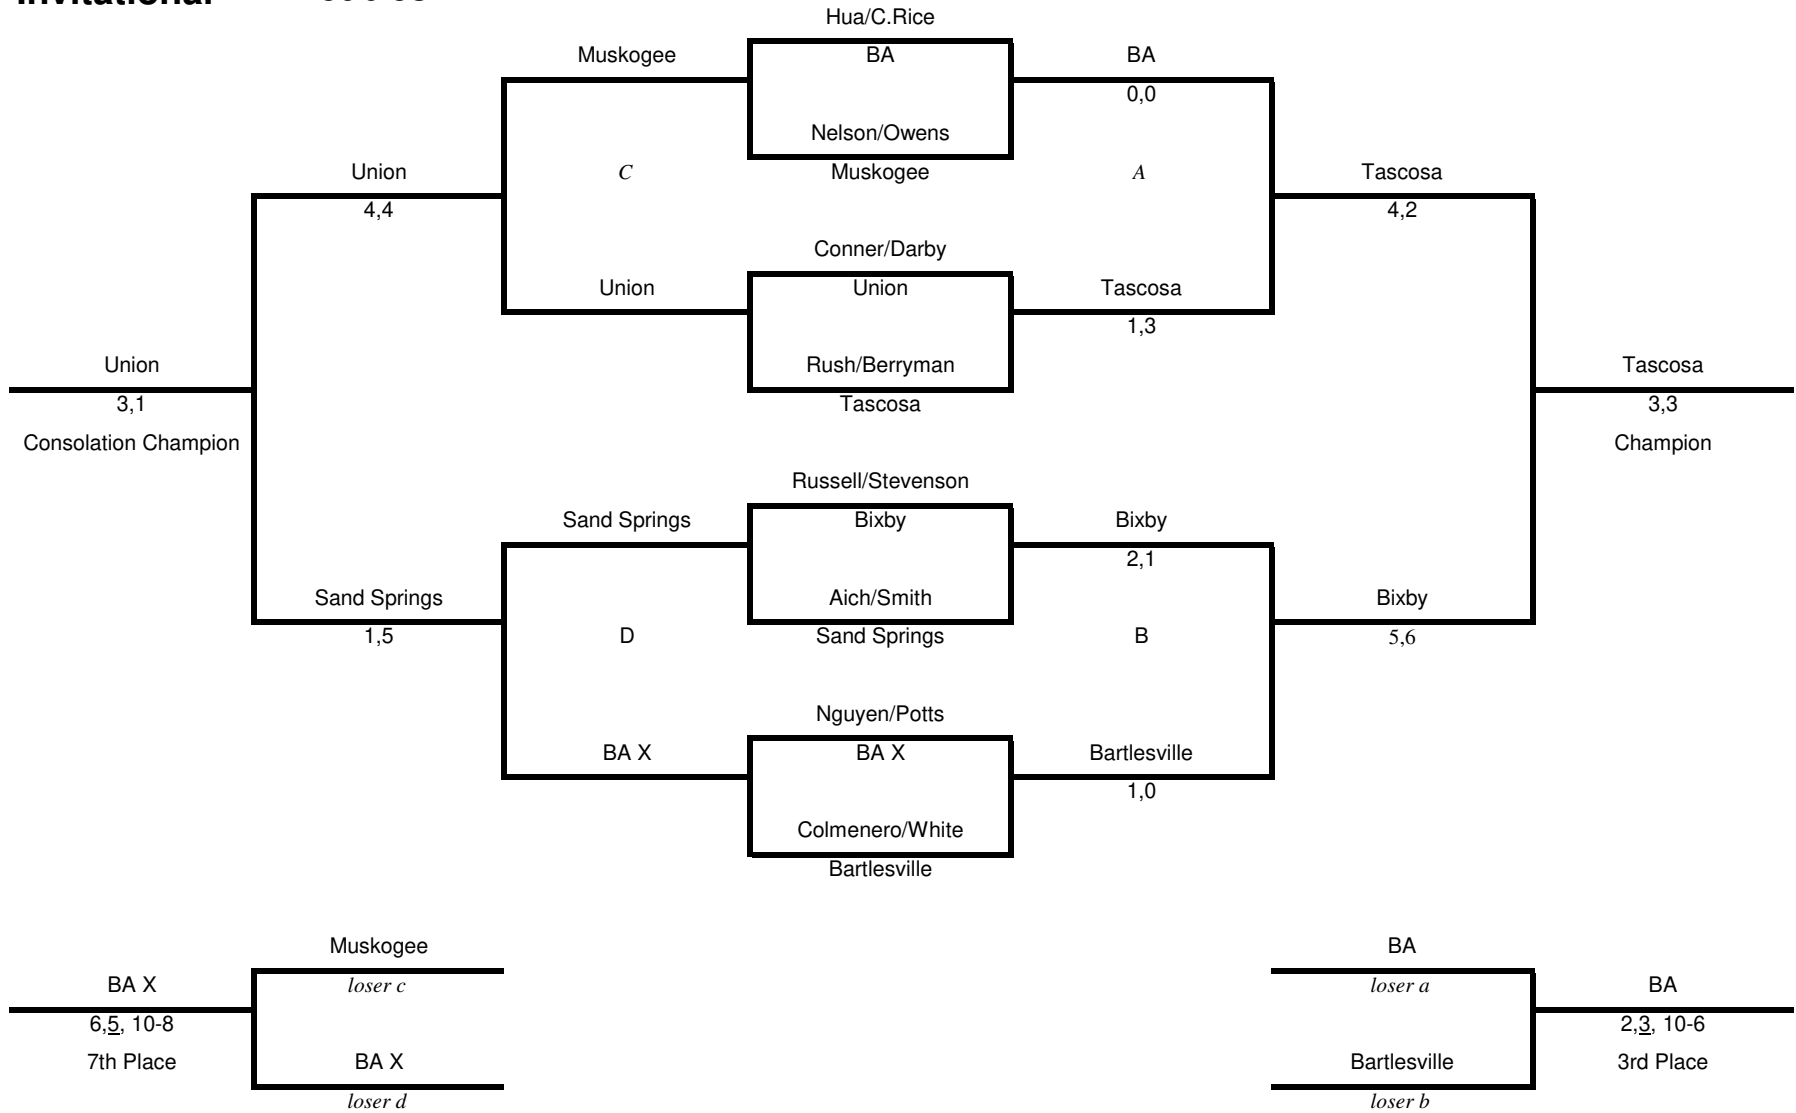 Hua/C.Rice
Muskogee BA BA
0,0
Nelson/Owens
Union C Muskogee A Tascosa
4,4 4,2
Conner/Darby
Union Union Tascosa
1,3
Union Rush/Berryman Tascosa
3,1 Tascosa 3,3
Consolation Champion Champion
Russell/Stevenson
Sand Springs Bixby Bixby
2,1
Sand Springs Aich/Smith Bixby
1,5 D Sand Springs B 5,6
Nguyen/Potts
BA X BA X Bartlesville
1,0
Colmenero/White
Bartlesville
Muskogee BA
BA X loser c loser a BA
6,5, 10-8 2,3, 10-6
7th Place BA X Bartlesville 3rd Place
loser d loser b